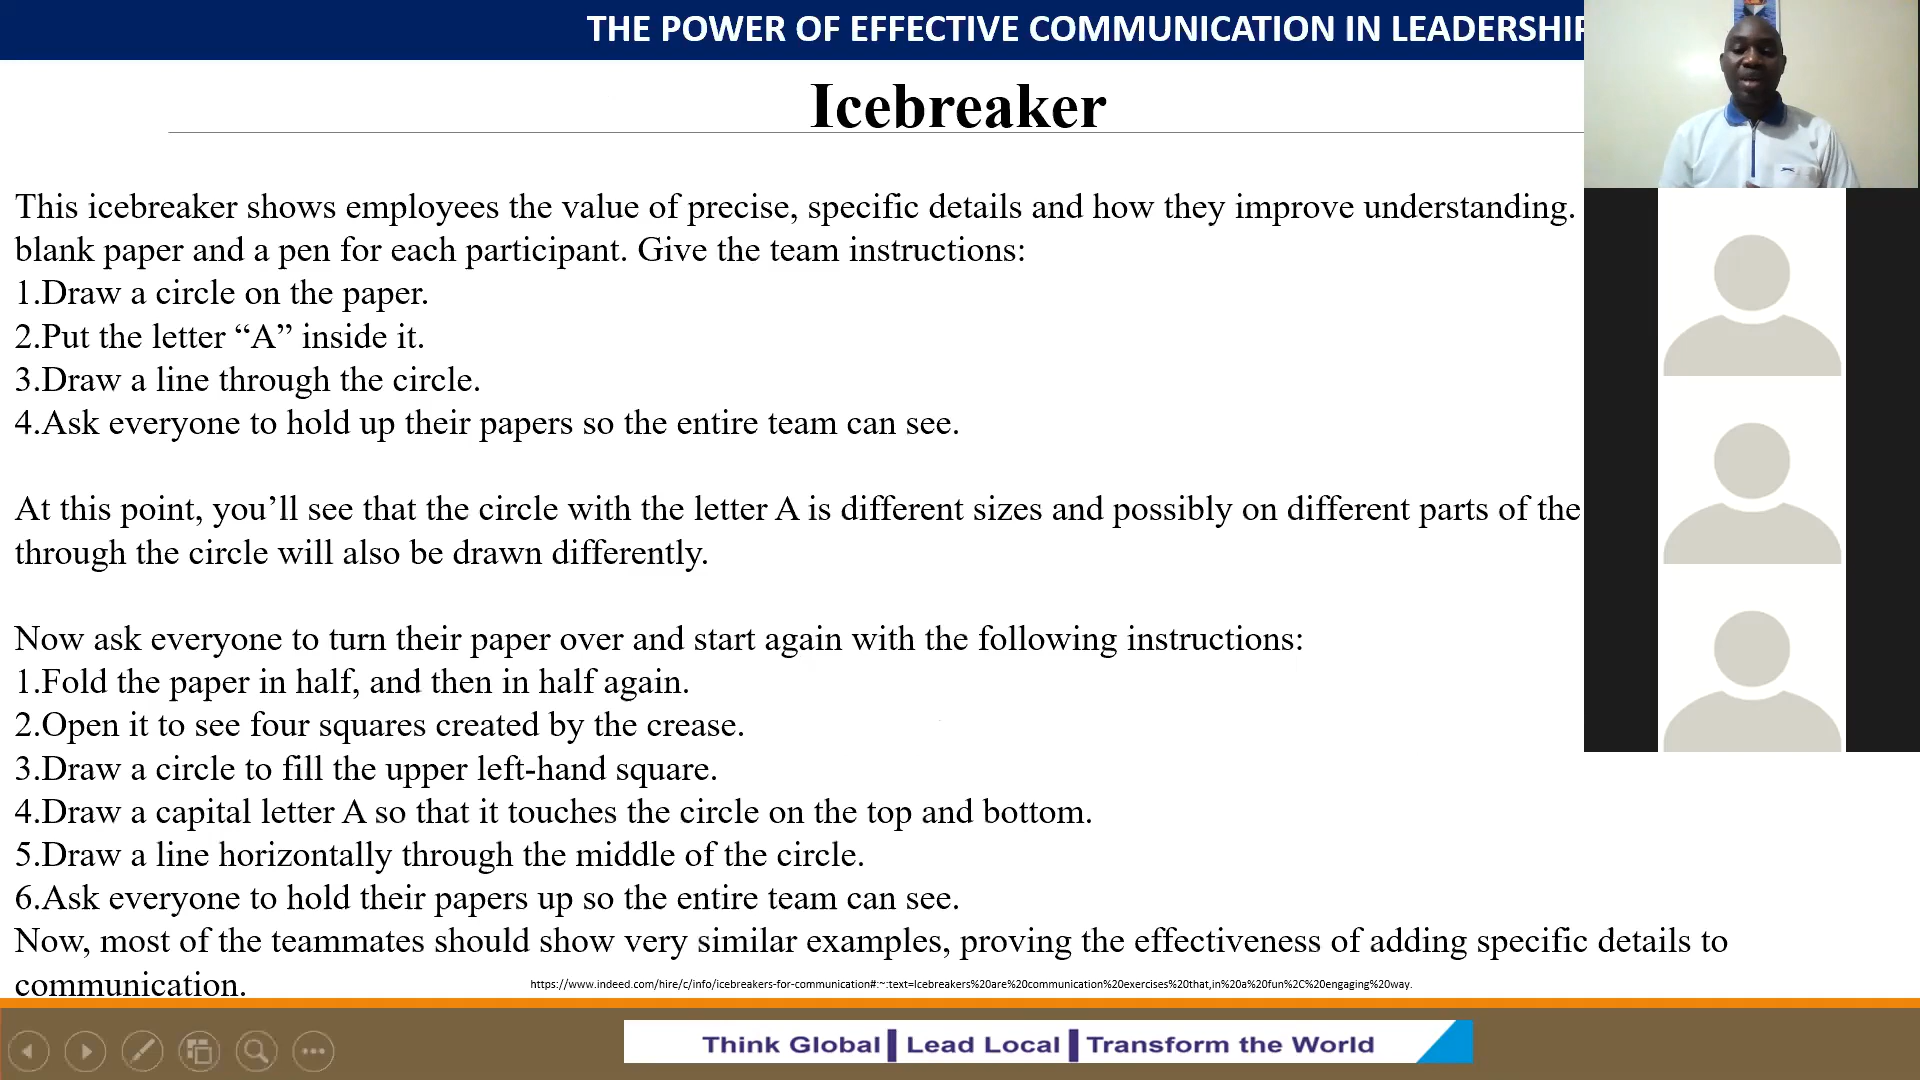 THE POWER OF EFFECTIVE COMMUNICATION IN LEADERSHIP
Icebreaker
This icebreaker shows employees the value of precise, specific details and how they improve understanding.
blank paper and a pen for each participant. Give the team instructions:
1.Draw a circle on the paper.
2.Put the letter “A” inside it.
3.Draw a line through the circle.
4.Ask everyone to hold up their papers so the entire team can see.
At this point, you’ll see that the circle with the letter A is different sizes and possibly on different parts of the
through the circle will also be drawn differently.
Now ask everyone to turn their paper over and start again with the following instructions:
1.Fold the paper in half, and then in half again.
2.Open it to see four squares created by the crease.
3.Draw a circle to fill the upper left-hand square.
4.Draw a capital letter A so that it touches the circle on the top and bottom.
5.Draw a line horizontally through the middle of the circle.
6.Ask everyone to hold their papers up so the entire team can see.
Now, most of the teammates should show very similar examples, proving the effectiveness of adding specific details to
communication.
https://www.indeed.com/hire/c/info/icebreakers-for-communication#:~:text=Icebreakers%20are%20communication%20exercises%20that,in%20a%20fun%2C%20engaging%20way.
Think Global | Lead Local | Transform the World